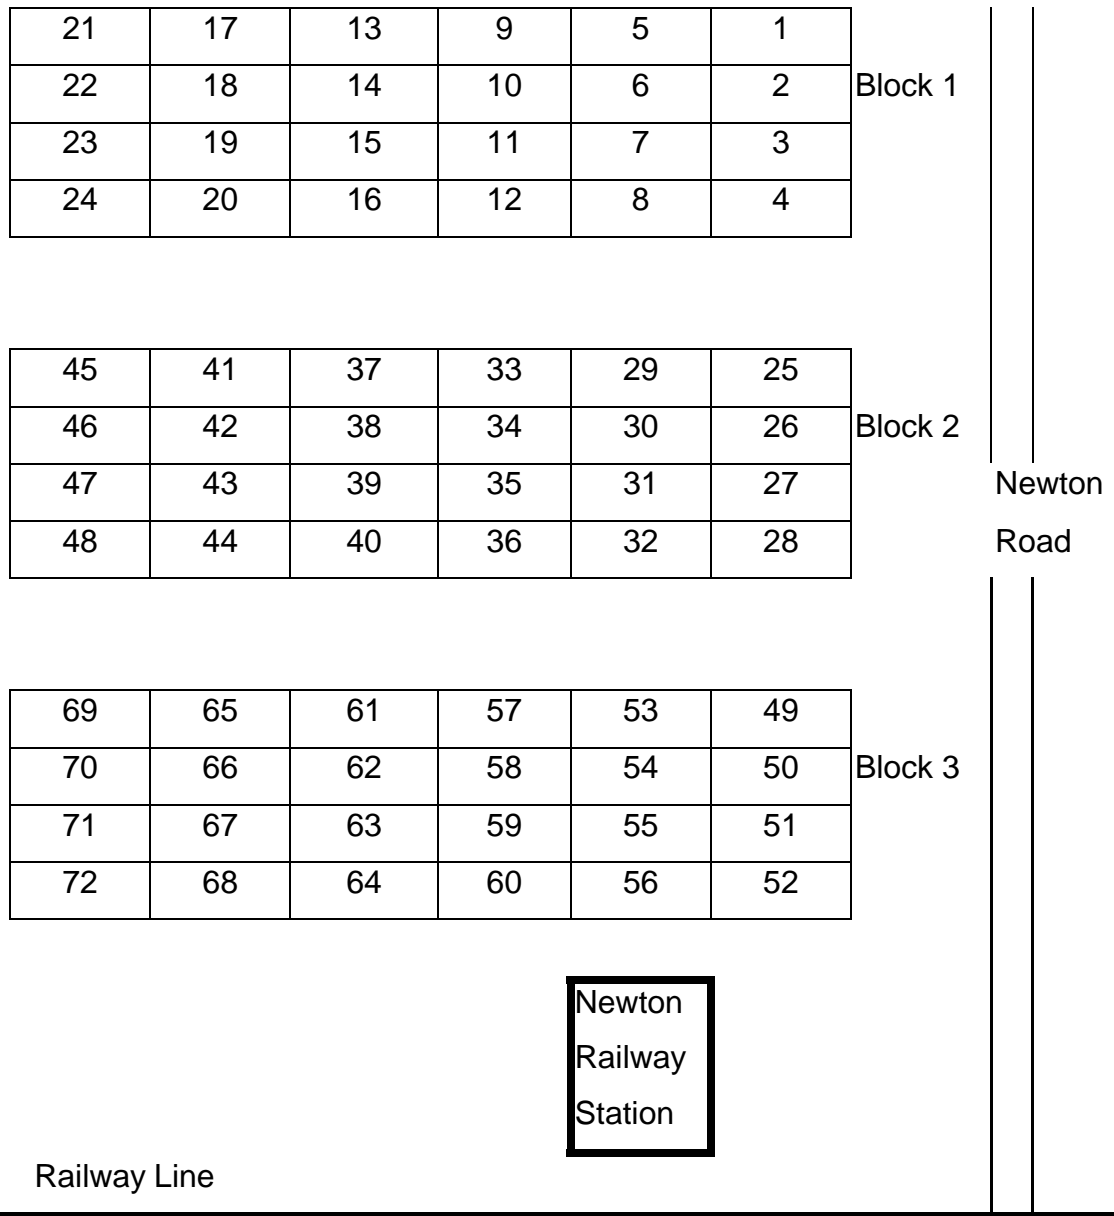 21 17 13 9 5 1
22 18 14 10 6 2 Block 1
23 19 15 11 7 3
24 20 16 12 8 4
45 41 37 33 29 25
46 42 38 34 30 26 Block 2
47 43 39 35 31 27 Newton
48 44 40 36 32 28 Road
69 65 61 57 53 49
70 66 62 58 54 50 Block 3
71 67 63 59 55 51
72 68 64 60 56 52
Newton
Railway
Station
Railway Line